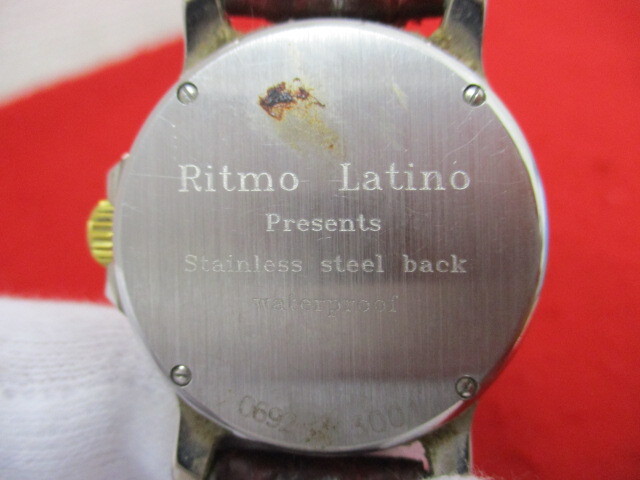 Ritmo Latino
Presents
Stainless steel back
waterproof